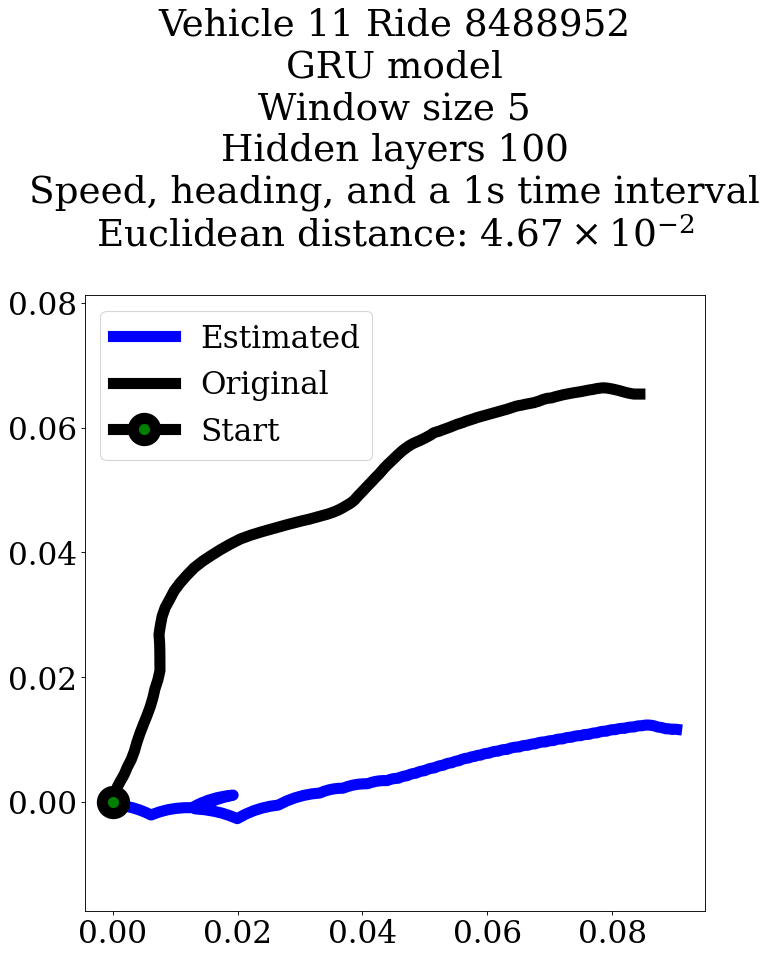 Vehicle 11 Ride 8488952
GRU model
Window size 5
Hidden layers 100
Speed, heading, and a 1s time interval
Euclidean distance: 4.67 × 10⁻²
Estimated
Original
Start
0.08
0.06
0.04
0.02
0.00
0.00 0.02 0.04 0.06 0.08